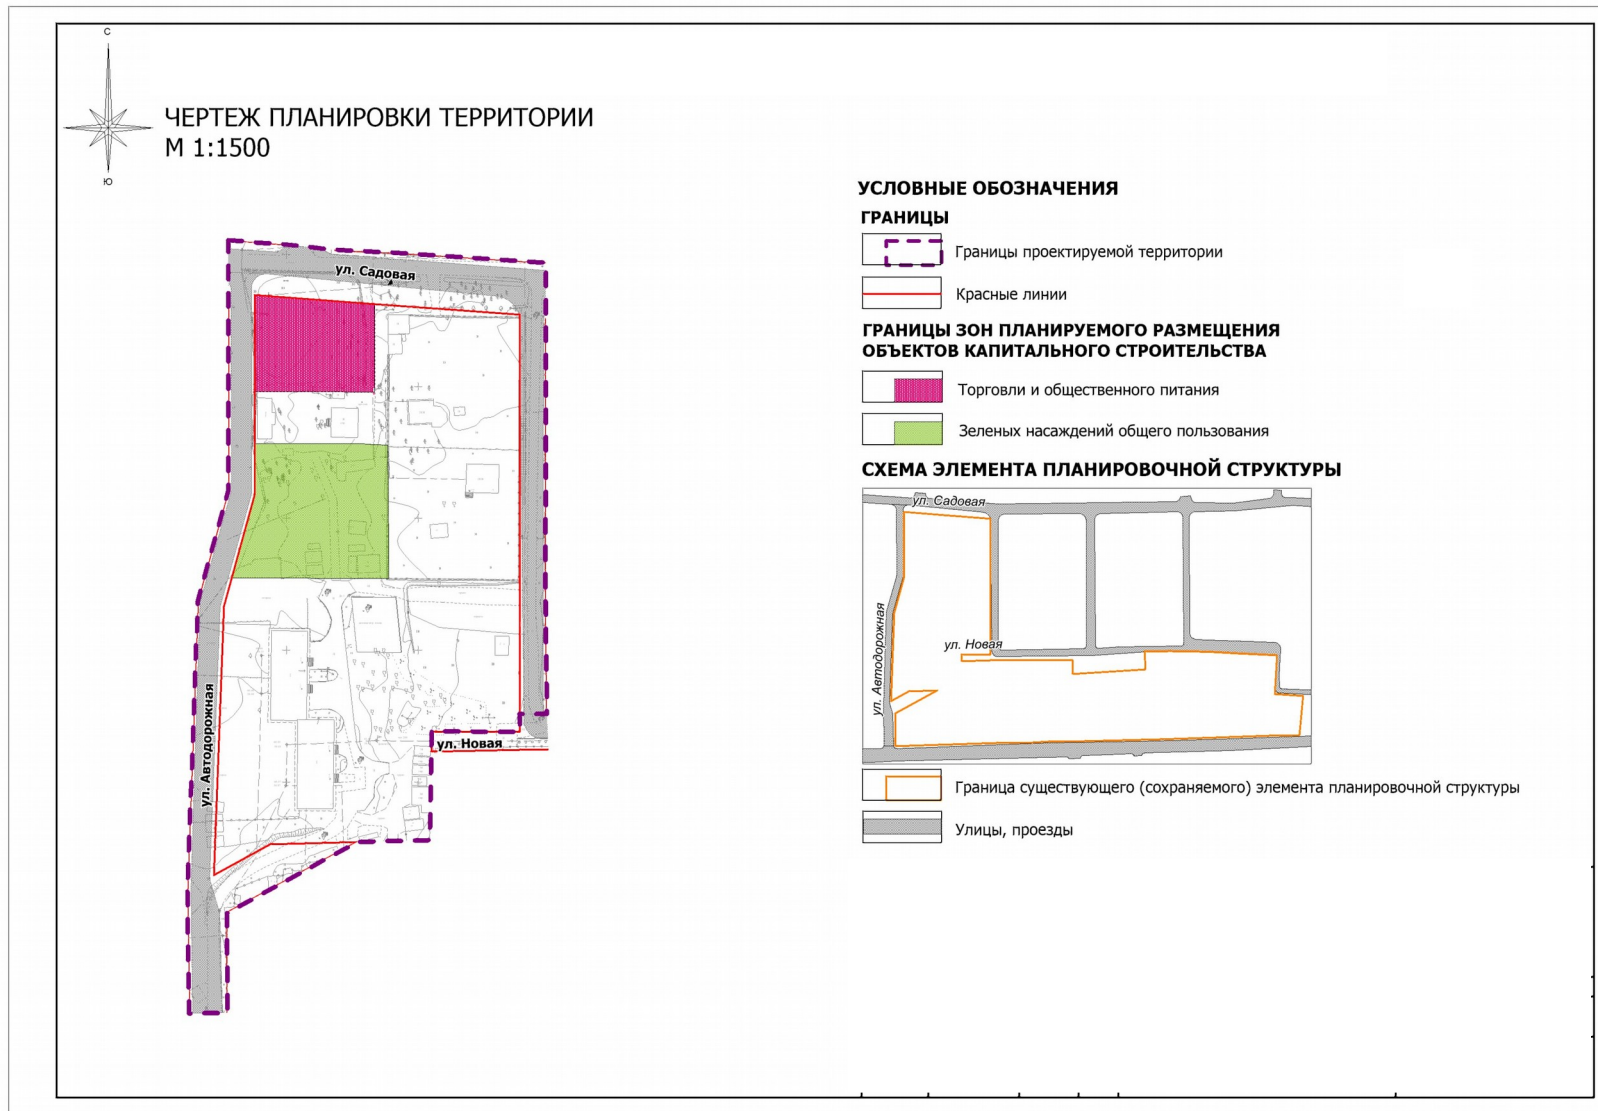 С
Ю
ЧЕРТЕЖ ПЛАНИРОВКИ ТЕРРИТОРИИ
М 1:1500
ул. Садовая
ул. Автодорожная
ул. Новая
УСЛОВНЫЕ ОБОЗНАЧЕНИЯ
ГРАНИЦЫ
Границы проектируемой территории
Красные линии
ГРАНИЦЫ ЗОН ПЛАНИРУЕМОГО РАЗМЕЩЕНИЯ
ОБЪЕКТОВ КАПИТАЛЬНОГО СТРОИТЕЛЬСТВА
Торговли и общественного питания
Зеленых насаждений общего пользования
СХЕМА ЭЛЕМЕНТА ПЛАНИРОВОЧНОЙ СТРУКТУРЫ
ул. Садовая
ул. Автодорожная
ул. Новая
Граница существующего (сохраняемого) элемента планировочной структуры
Улицы, проезды